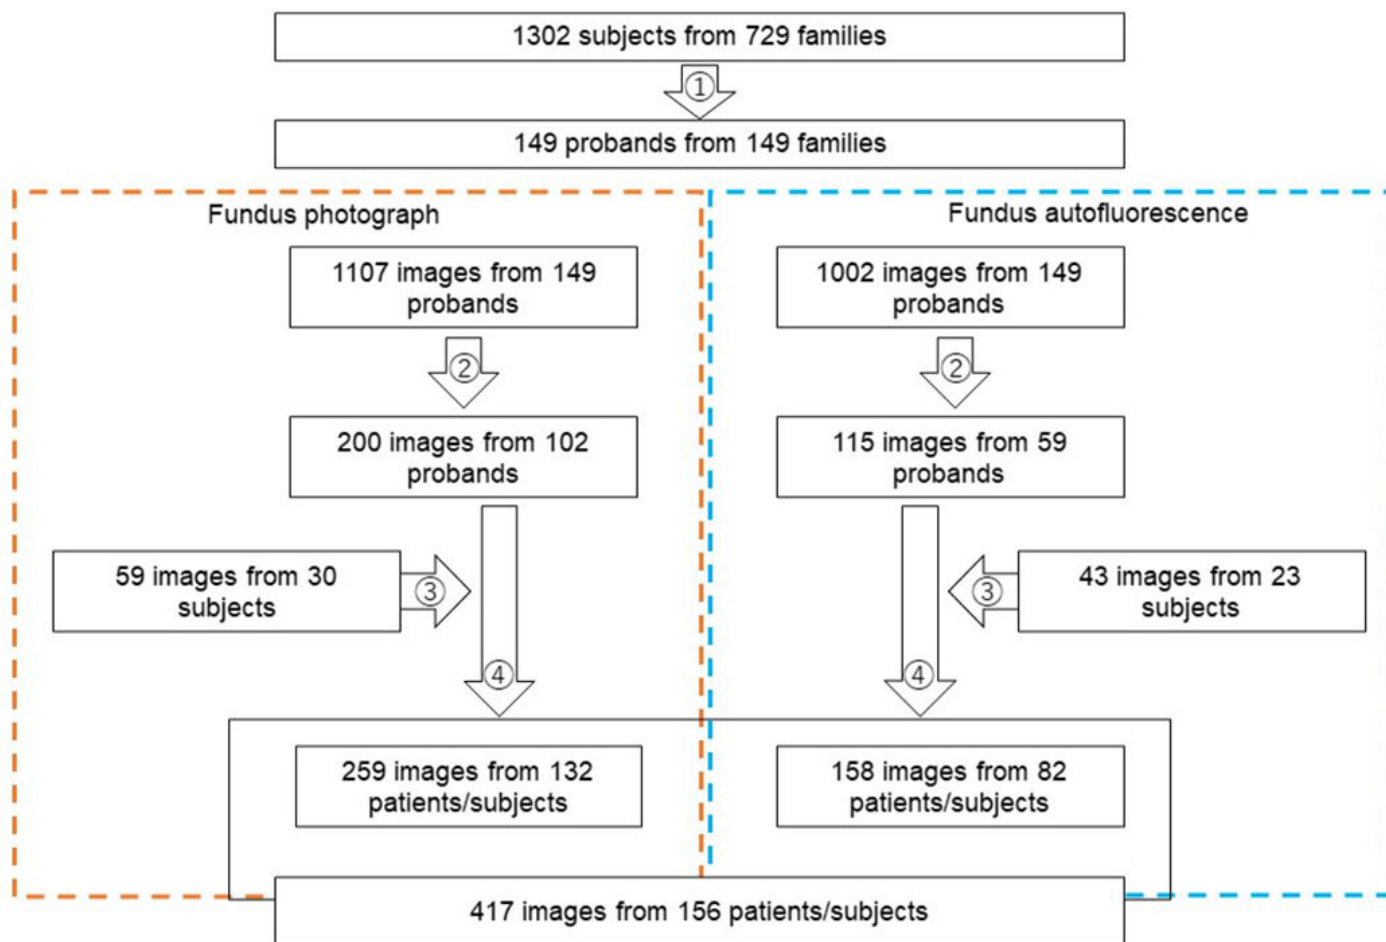 1302 subjects from 729 families
①
149 probands from 149 families
Fundus photograph
Fundus autofluorescence
1107 images from 149
probands
1002 images from 149
probands
②
②
200 images from 102
probands
115 images from 59
probands
59 images from 30
subjects
③
③
43 images from 23
subjects
④
④
259 images from 132
patients/subjects
158 images from 82
patients/subjects
417 images from 156 patients/subjects